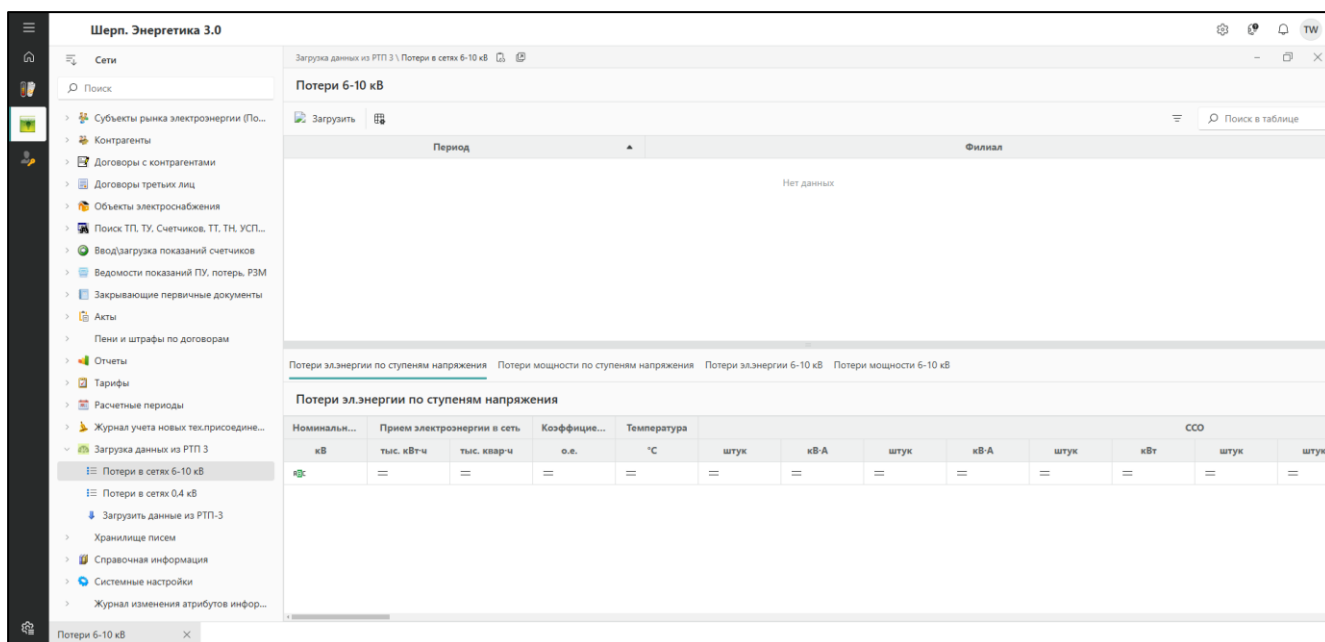 Шерп. Энергетика 3.0
TW
Сети
Загрузка данных из РТП 3 \ Потери в сетях 6-10 кВ
Поиск
Потери 6-10 кВ
Загрузить
Поиск в таблице
Период
Филиал
Нет данных
Субъекты рынка электроэнергии (По...
Контрагенты
Договоры с контрагентами
Договоры третьих лиц
Объекты электроснабжения
Поиск ТП, ТУ, Счетчиков, ТТ, ТН, УСП...
Ввод\загрузка показаний счетчиков
Ведомости показаний ПУ, потерь, РЗМ
Закрывающие первичные документы
Акты
Пени и штрафы по договорам
Отчеты
Тарифы
Расчетные периоды
Журнал учета новых тех.присоедине...
Загрузка данных из РТП 3
Потери в сетях 6-10 кВ
Потери в сетях 0,4 кВ
Загрузить данные из РТП-3
Хранилище писем
Справочная информация
Системные настройки
Журнал изменения атрибутов инфор...
Потери эл.энергии по ступеням напряжения Потери мощности по ступеням напряжения Потери эл.энергии 6-10 кВ Потери мощности 6-10 кВ
Потери эл.энергии по ступеням напряжения
Номинальн... Прием электроэнергии в сеть Коэффицие... Температура ССО
кВ тыс. кВт·ч тыс. квар·ч о.е. °С штук кВ·А штук кВ·А штук кВт штук штук
Потери 6-10 кВ